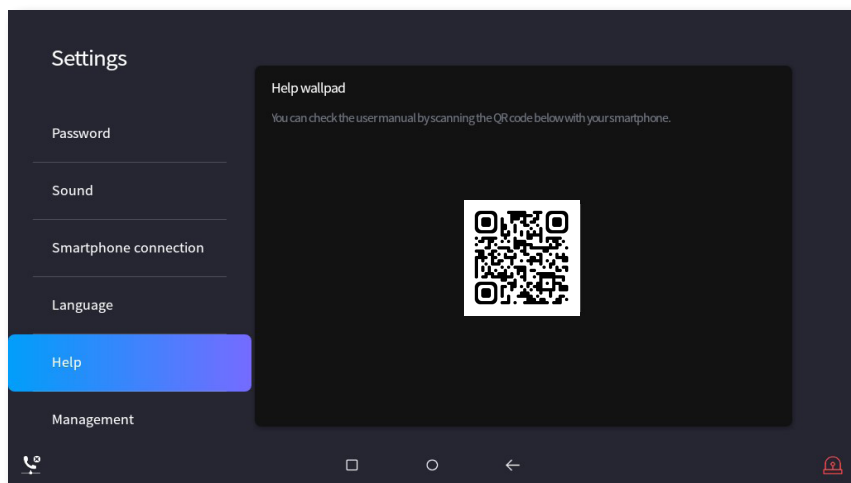 Settings
Password
Sound
Smartphone connection
Language
Help
Management
Help wallpad
You can check the user manual by scanning the QR code below with your smartphone.